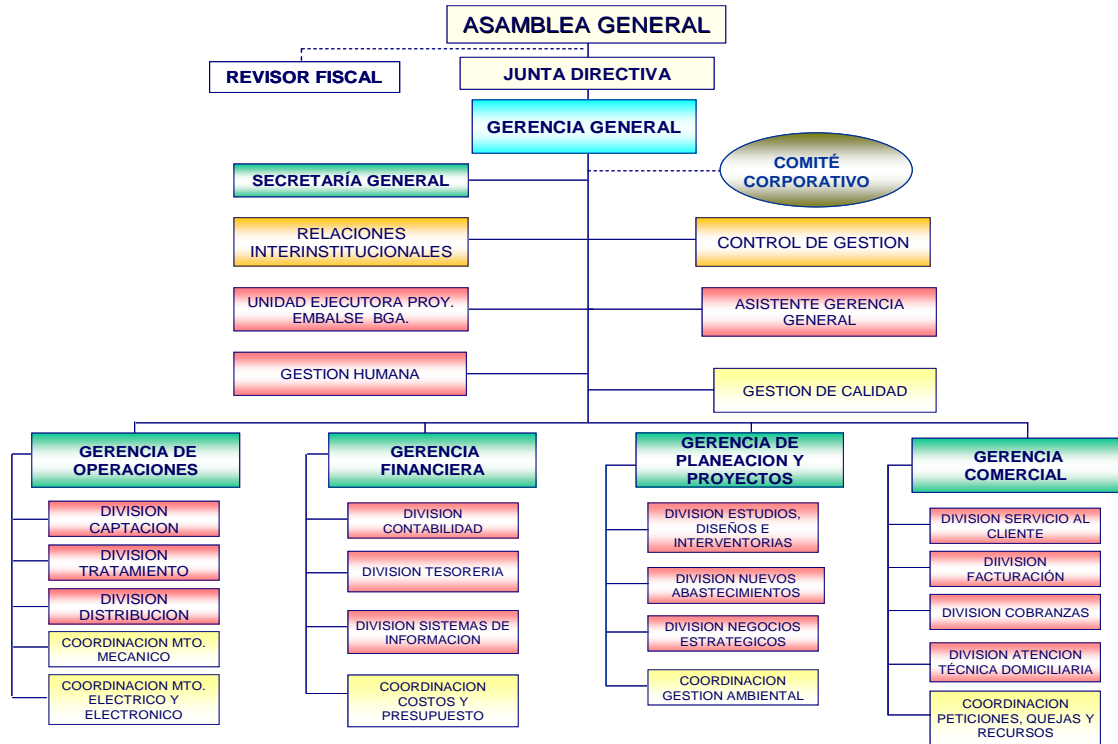 ASAMBLEA GENERAL
REVISOR FISCAL
JUNTA DIRECTIVA
GERENCIA GENERAL
SECRETARÍA GENERAL
COMITÉ
CORPORATIVO
RELACIONES
INTERINSTITUCIONALES
CONTROL DE GESTION
UNIDAD EJECUTORA PROY.
EMBALSE BGA.
ASISTENTE GERENCIA
GENERAL
GESTION HUMANA
GESTION DE CALIDAD
GERENCIA DE
OPERACIONES
DIVISION
CAPTACION
DIVISION
TRATAMIENTO
DIVISION
DISTRIBUCION
COORDINACION MTO.
MECANICO
COORDINACION MTO.
ELECTRICO Y
ELECTRONICO
GERENCIA
FINANCIERA
DIVISION
CONTABILIDAD
DIVISION TESORERIA
DIVISION SISTEMAS DE
INFORMACION
COORDINACION
COSTOS Y
PRESUPUESTO
GERENCIA DE
PLANEACION Y
PROYECTOS
DIVISION ESTUDIOS,
DISEÑOS E
INTERVENTORIAS
DIVISION NUEVOS
ABASTECIMIENTOS
DIVISION NEGOCIOS
ESTRATEGICOS
COORDINACION
GESTION AMBIENTAL
GERENCIA
COMERCIAL
DIVISION SERVICIO AL
CLIENTE
DIIVISION
FACTURACIÓN
DIVISION COBRANZAS
DIVISION ATENCION
TÉCNICA DOMICILIARIA
COORDINACION
PETICIONES, QUEJAS Y
RECURSOS